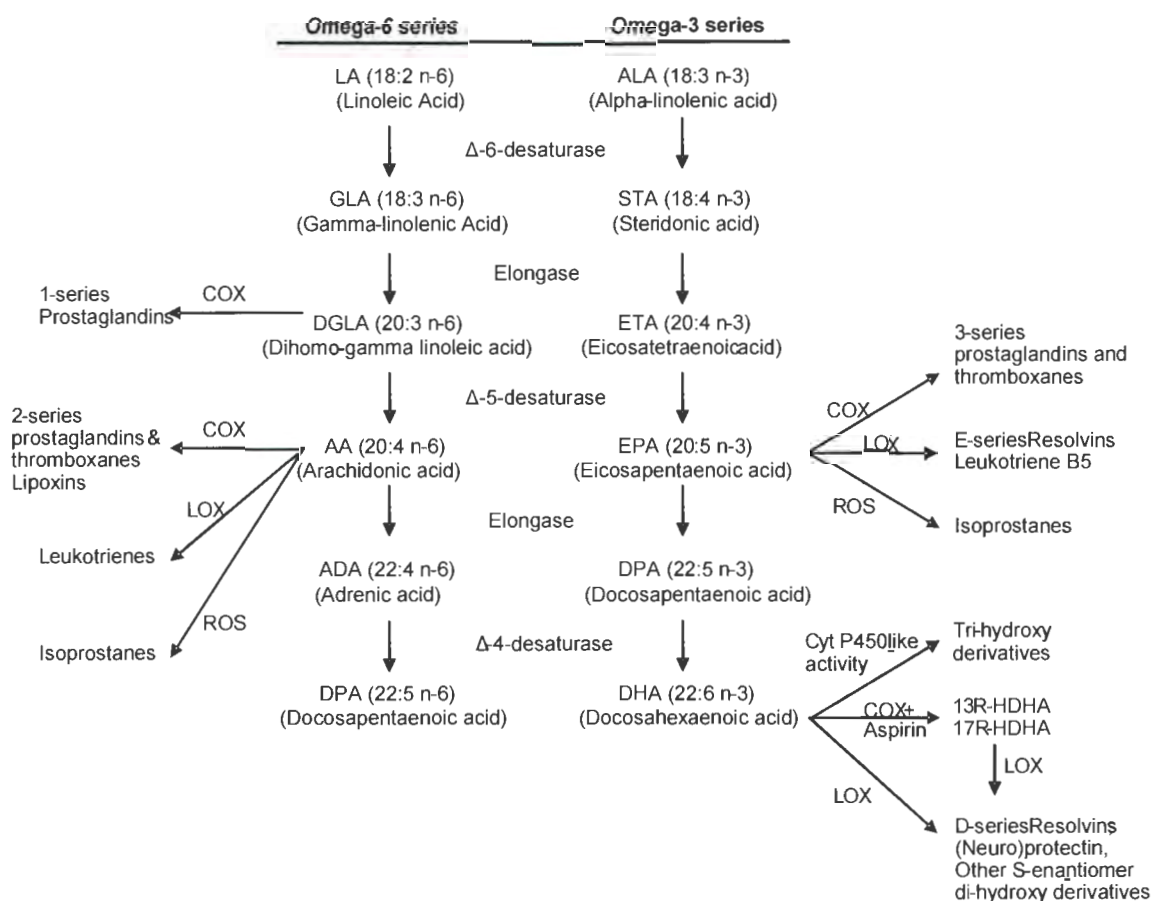 Omega-6 series
Omega-3 series
LA (18:2 n-6)
(Linoleic Acid)
ALA (18:3 n-3)
(Alpha-linolenic acid)
Δ-6-desaturase
GLA (18:3 n-6)
(Gamma-linolenic Acid)
STA (18:4 n-3)
(Steridonic acid)
Elongase
1-series
Prostaglandins
COX
DGLA (20:3 n-6)
(Dihomo-gamma linoleic acid)
ETA (20:4 n-3)
(Eicosatetraenoicacid)
3-series
prostaglandins and
thromboxanes
Δ-5-desaturase
COX
2-series
prostaglandins &
thromboxanes
Lipoxins
COX
AA (20:4 n-6)
(Arachidonic acid)
EPA (20:5 n-3)
(Eicosapentaenoic acid)
LOX
E-seriesResolvins
Leukotriene B5
LOX
Elongase
ROS
Isoprostanes
Leukotrienes
ADA (22:4 n-6)
(Adrenic acid)
DPA (22:5 n-3)
(Docosapentaenoic acid)
ROS
Isoprostanes
Δ-4-desaturase
Cyt P450like
activity
Tri-hydroxy
derivatives
DPA (22:5 n-6)
(Docosapentaenoic acid)
DHA (22:6 n-3)
(Docosahexaenoic acid)
COX+
Aspirin
13R-HDHA
17R-HDHA
LOX
LOX
D-seriesResolvins
(Neuro)protectin,
Other S-enantiomer
di-hydroxy derivatives